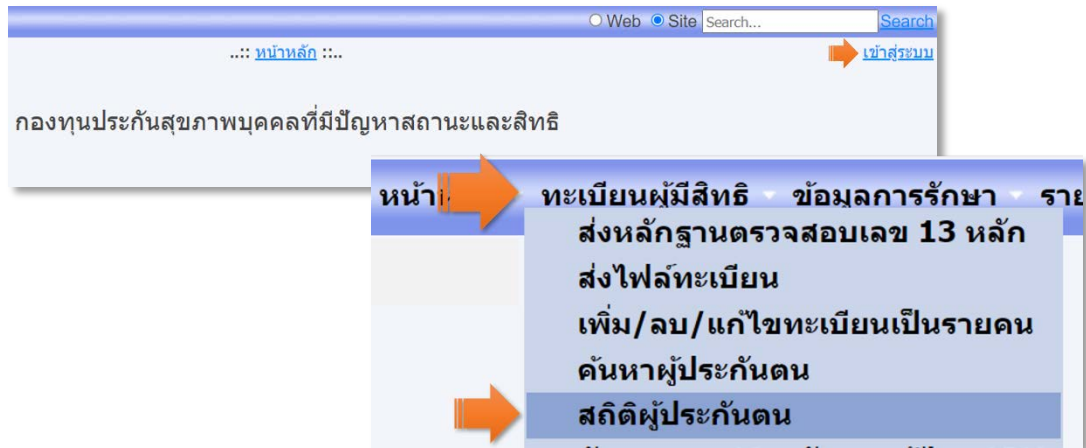 Web Site Search... Search
..:: หน้าหลัก ::..
เข้าสู่ระบบ
กองทุนประกันสุขภาพบุคคลที่มีปัญหาสถานะและสิทธิ
ทะเบียนผู้มีสิทธิ ข้อมูลการรักษา
ส่งหลักฐานตรวจสอบเลข 13 หลัก
ส่งไฟล์ทะเบียน
เพิ่ม/ลบ/แก้ไขทะเบียนเป็นรายคน
ค้นหาผู้ประกันตน
สถิติผู้ประกันตน